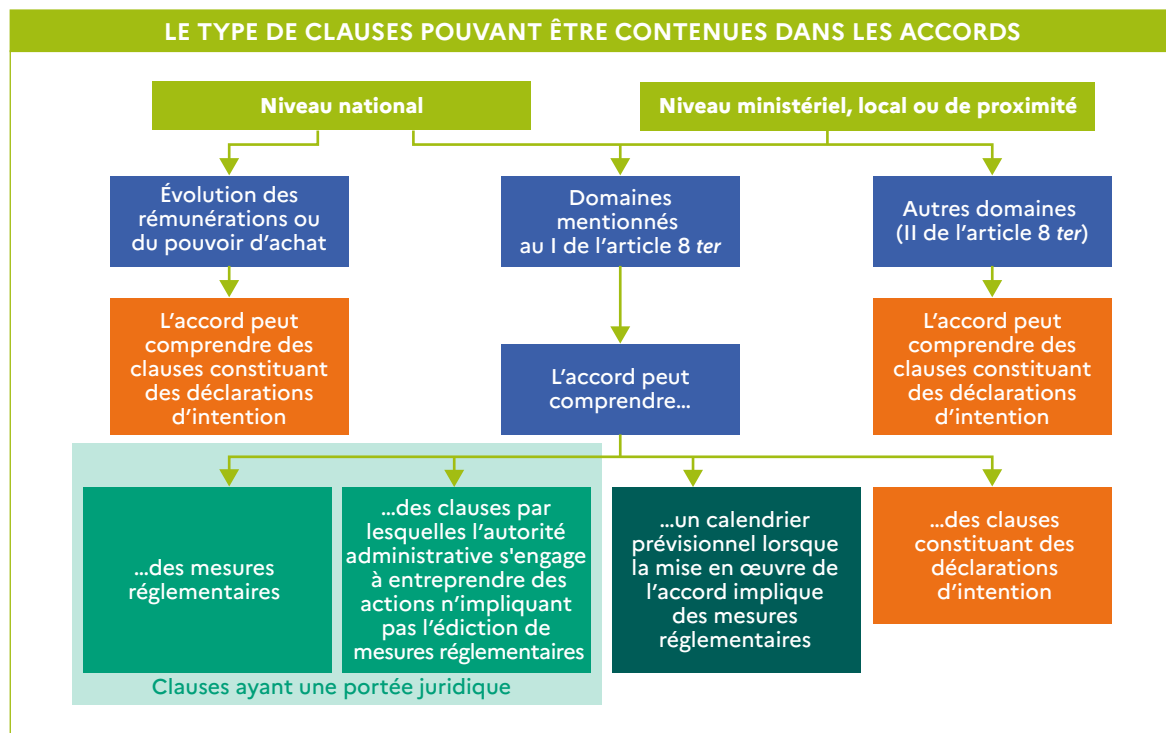 LE TYPE DE CLAUSES POUVANT ÊTRE CONTENUES DANS LES ACCORDS
Niveau national
Niveau ministériel, local ou de proximité
Évolution des
rémunérations ou
du pouvoir d’achat
Domaines
mentionnés
au I de l’article 8 ter
Autres domaines
(II de l’article 8 ter)
L’accord peut
comprendre des
clauses constituant
des déclarations
d’intention
L’accord peut
comprendre…
L’accord peut
comprendre des
clauses constituant
des déclarations
d’intention
…des mesures
réglementaires
…des clauses par
lesquelles l’autorité
administrative s'engage
à entreprendre des
actions n’impliquant
pas l’édiction de
mesures réglementaires
…un calendrier
prévisionnel lorsque
la mise en œuvre de
l’accord implique
des mesures
réglementaires
…des clauses
constituant des
déclarations
d’intention
Clauses ayant une portée juridique